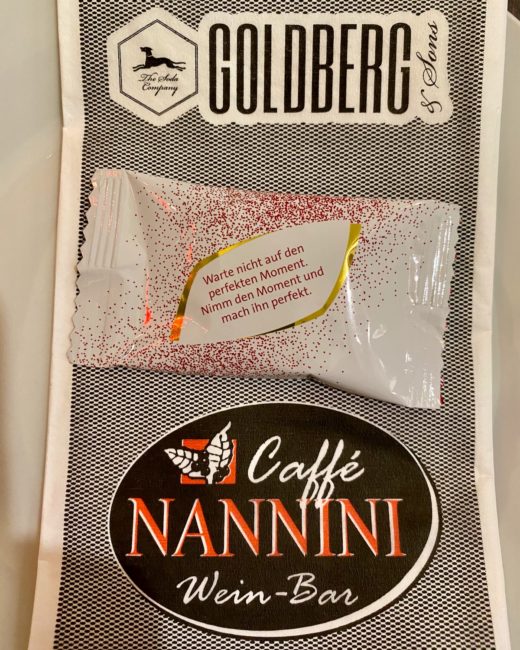 The Soda
Company
GOLDBERG
& Sons
Warte nicht auf den
perfekten Moment.
Nimm den Moment und
mach ihn perfekt.
Caffé
NANNINI
Wein-Bar